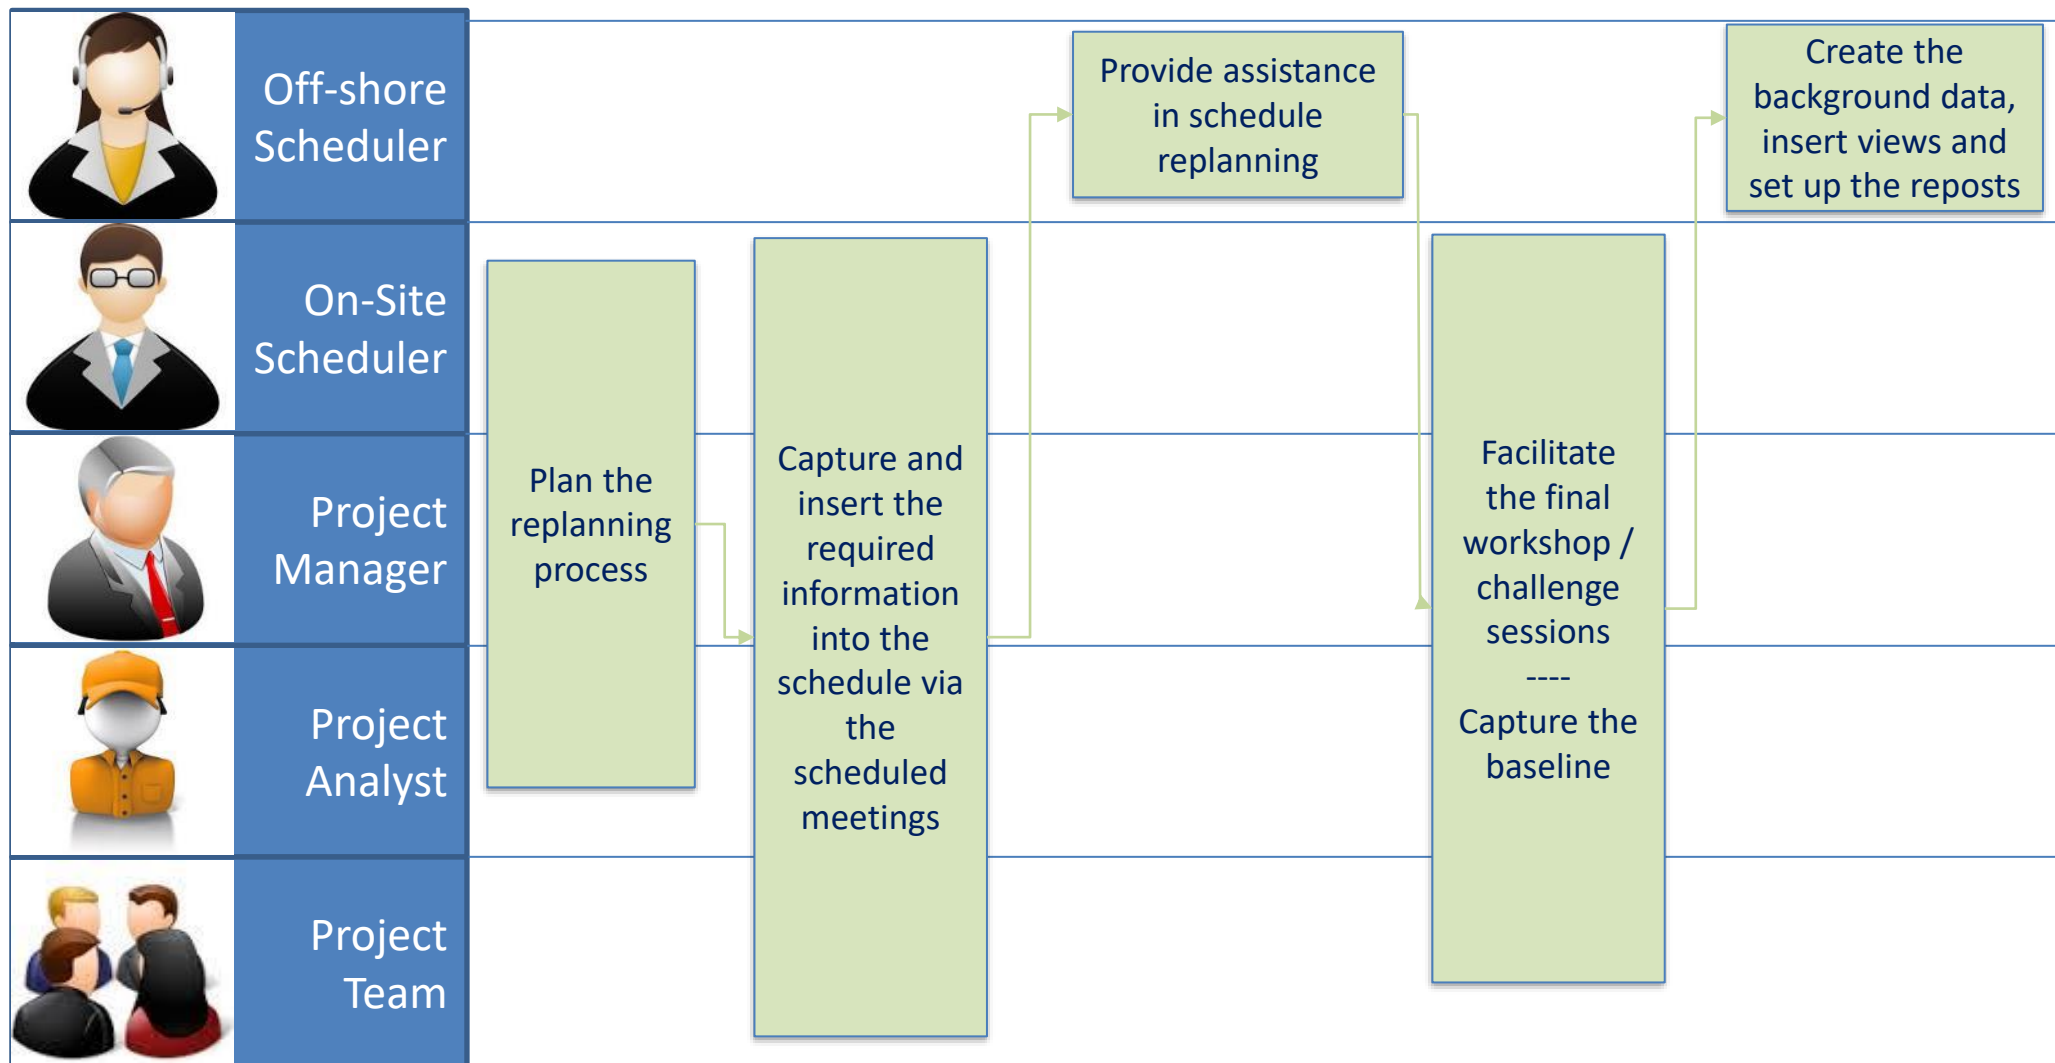 Off-shore
Scheduler
On-Site
Scheduler
Project
Manager
Project
Analyst
Project
Team
Plan the
replanning
process
Capture and
insert the
required
information
into the
schedule via
the
scheduled
meetings
Provide assistance
in schedule
replanning
Facilitate
the final
workshop /
challenge
sessions
----
Capture the
baseline
Create the
background data,
insert views and
set up the reposts